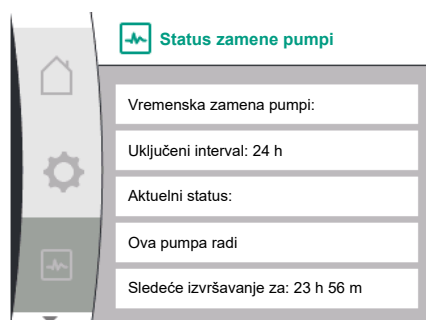 Status zamene pumpi
Vremenska zamena pumpi:
Uključeni interval: 24 h
Aktuelni status:
Ova pumpa radi
Sledeće izvršavanje za: 23 h 56 m